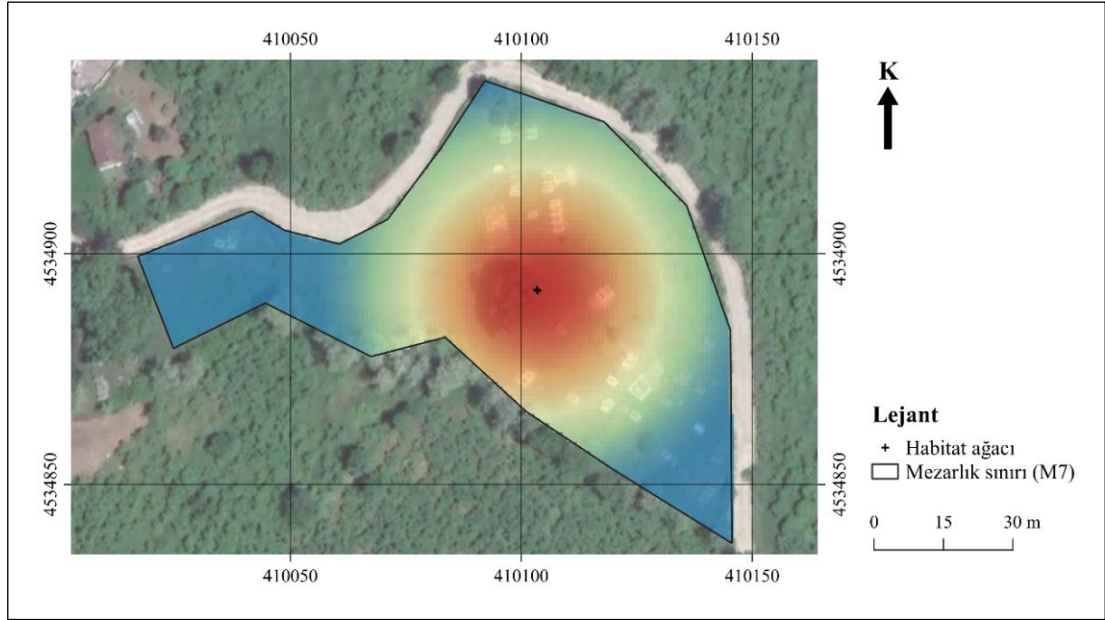 410050 410100 410150
K
4534900 4534900
4534850 4534850
410050 410100 410150
Lejant
Habitat ağacı
Mezarlık sınırı (M7)
0 15 30 m